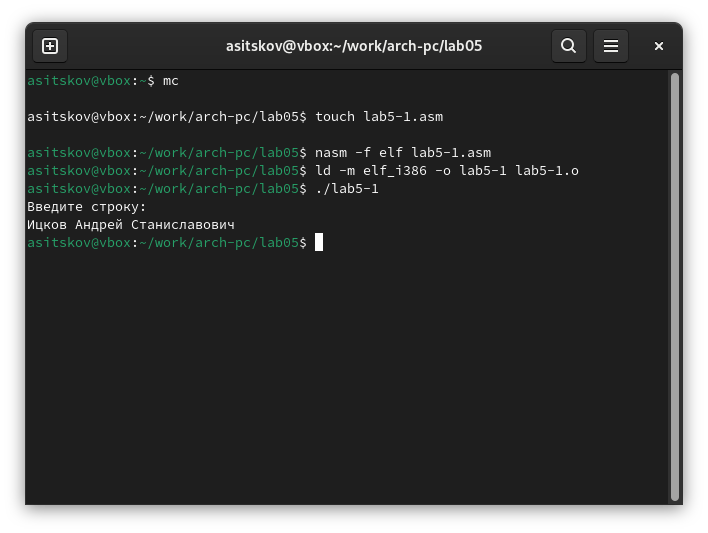 asitskov@vbox:~/work/arch-pc/lab05
asitskov@vbox:~$ mc
asitskov@vbox:~/work/arch-pc/lab05$ touch lab5-1.asm
asitskov@vbox:~/work/arch-pc/lab05$ nasm -f elf lab5-1.asm
asitskov@vbox:~/work/arch-pc/lab05$ ld -m elf_i386 -o lab5-1 lab5-1.o
asitskov@vbox:~/work/arch-pc/lab05$ ./lab5-1
Введите строку:
Ицков Андрей Станиславович
asitskov@vbox:~/work/arch-pc/lab05$